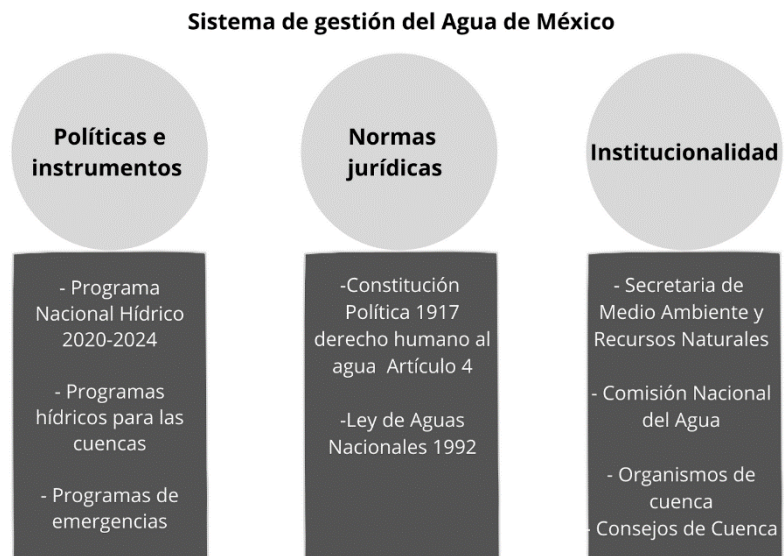 Sistema de gestión del Agua de México
Políticas e
instrumentos
- Programa
Nacional Hídrico
2020-2024
- Programas
hídricos para las
cuencas
- Programas de
emergencias
Normas
jurídicas
-Constitución
Política 1917
derecho humano al
agua Artículo 4
-Ley de Aguas
Nacionales 1992
Institucionalidad
- Secretaria de
Medio Ambiente y
Recursos Naturales
- Comisión Nacional
del Agua
- Organismos de
cuenca
- Consejos de Cuenca